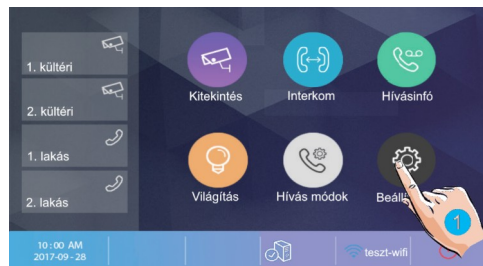 1. kültéri
2. kültéri
1. lakás
2. lakás
Kitekintés
Interkom
Hívásinfó
Világítás
Hívás módok
1
10:00 AM
2017-09-28
teszt-wifi